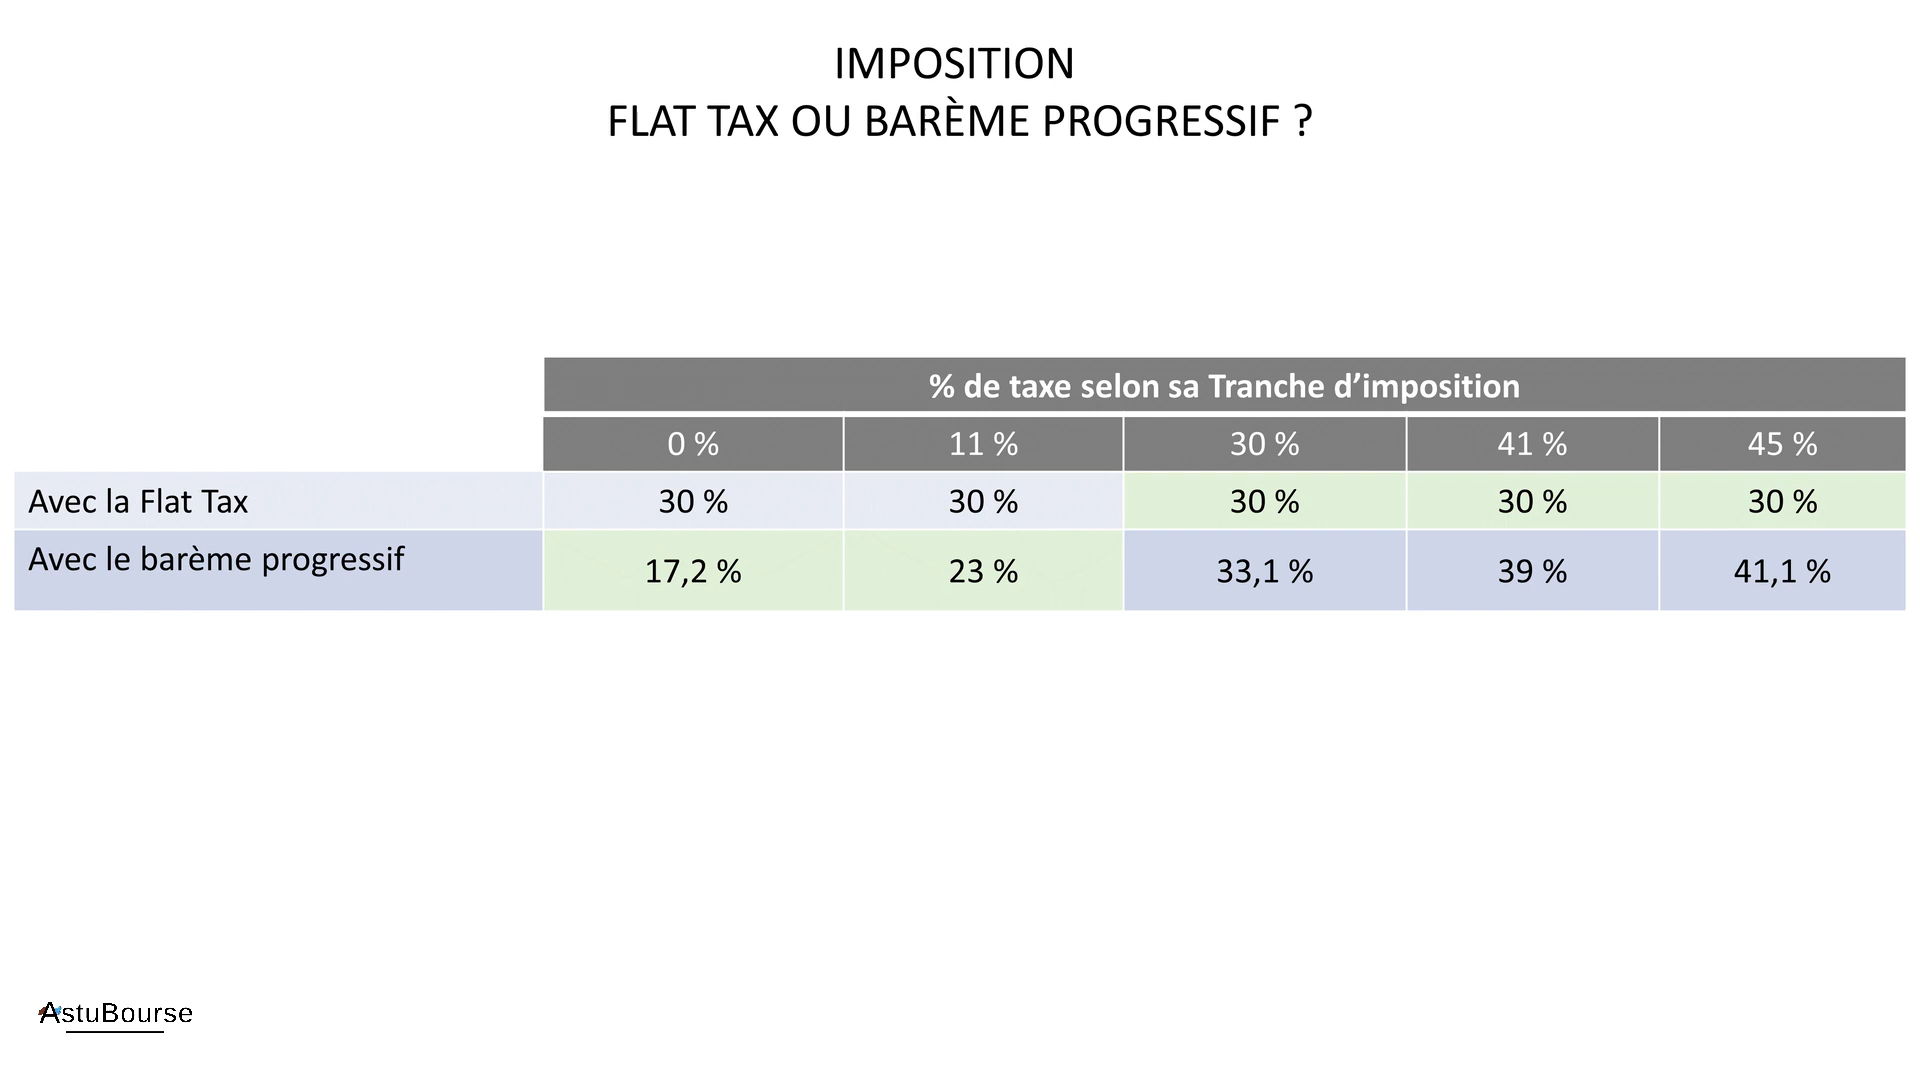 IMPOSITION
FLAT TAX OU BARÈME PROGRESSIF ?
% de taxe selon sa Tranche d’imposition
0 % 11 % 30 % 41 % 45 %
Avec la Flat Tax 30 % 30 % 30 % 30 % 30 %
Avec le barème progressif 17,2 % 23 % 33,1 % 39 % 41,1 %
AstuBourse